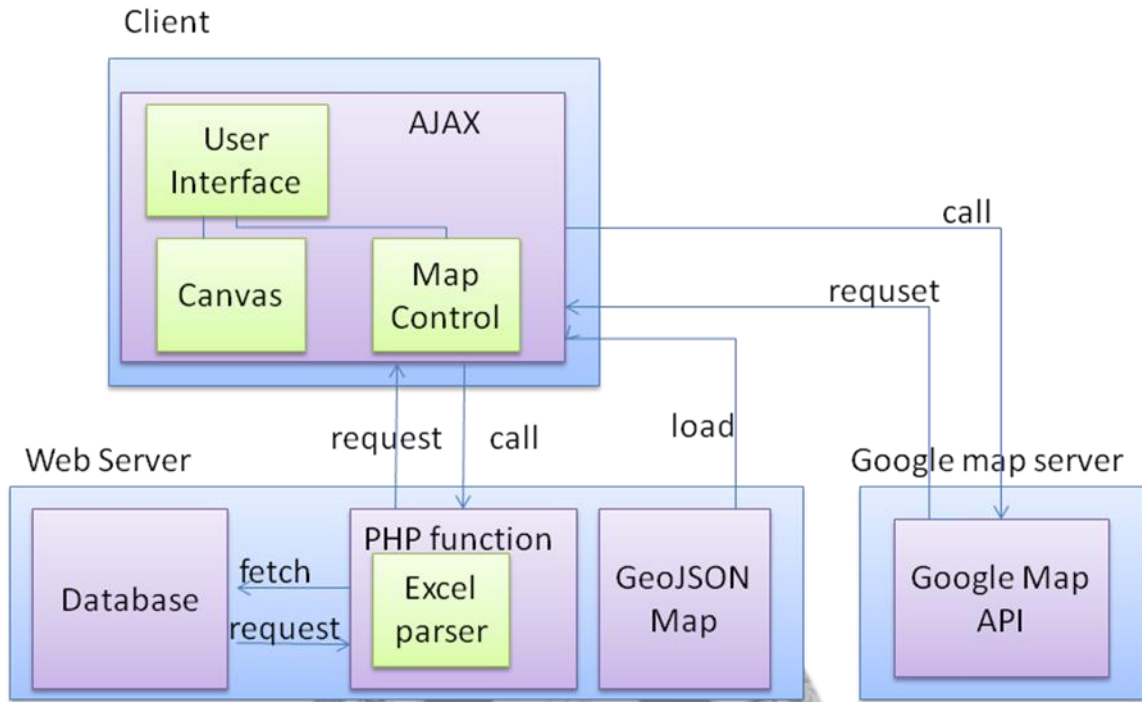 Client
AJAX
User
Interface
Canvas
Map
Control
call
requset
request
call
load
Web Server
Google map server
Database
fetch
request
PHP function
Excel
parser
GeoJSON
Map
Google Map
API